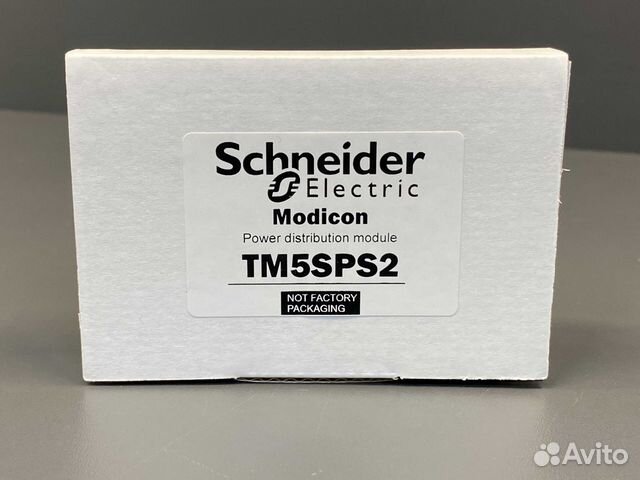 Schneider
Electric
Modicon
Power distribution module
TM5SPS2
NOT FACTORY
PACKAGING
Avito